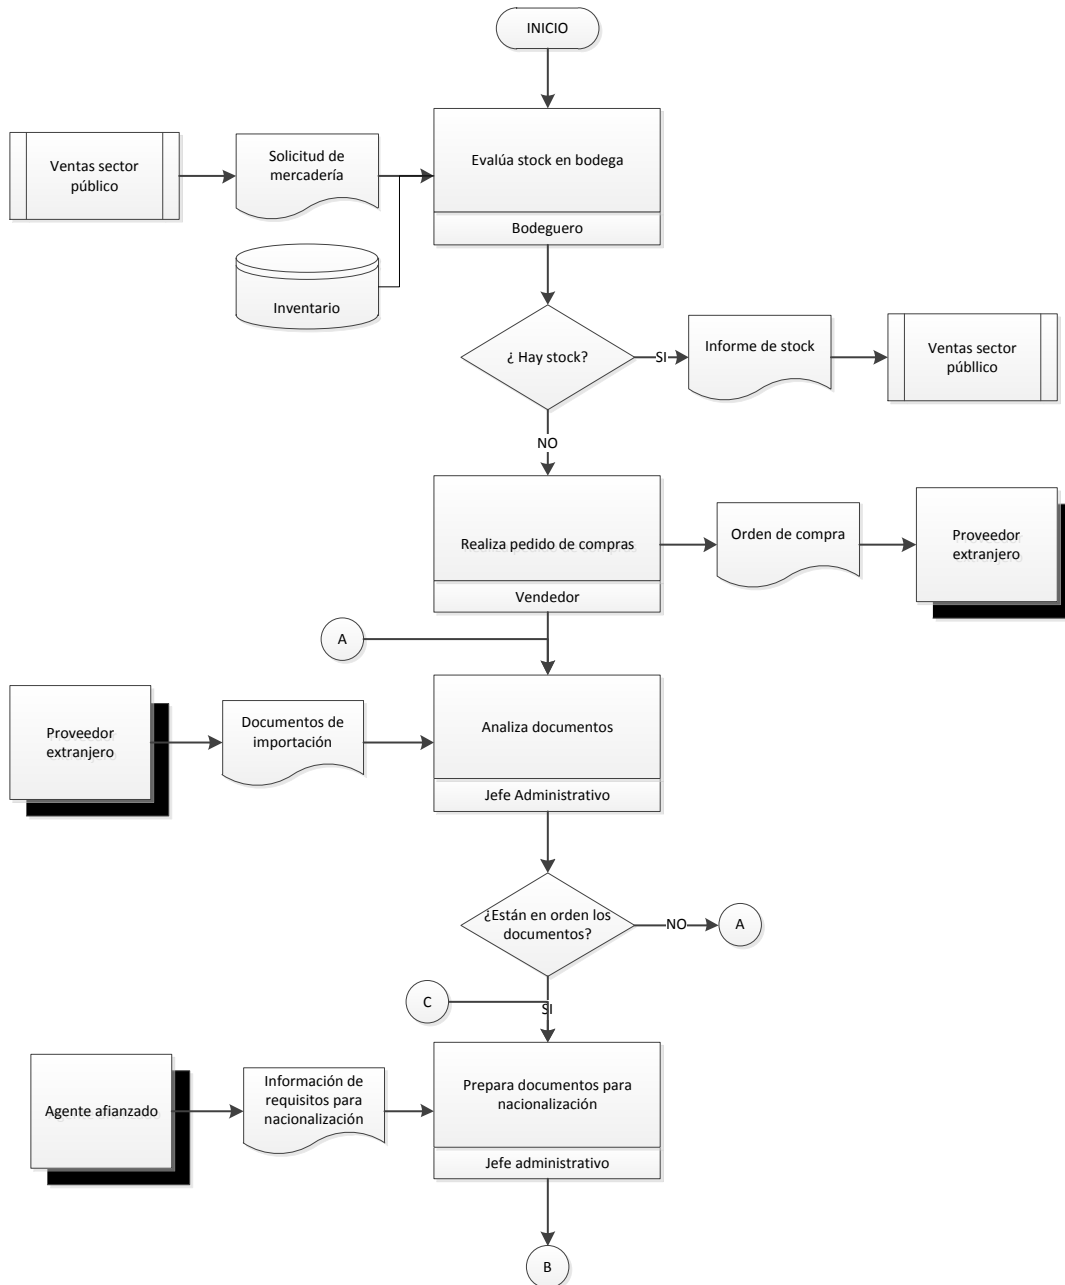 INICIO
Ventas sector
público
Solicitud de
mercadería
Evalúa stock en bodega
Bodeguero
Inventario
¿ Hay stock?
SI
Informe de stock
Ventas sector
públlico
NO
Realiza pedido de compras
Vendedor
Orden de compra
Proveedor
extranjero
A
Proveedor
extranjero
Documentos de
importación
Analiza documentos
Jefe Administrativo
¿Están en orden los
documentos?
NO
A
C
SI
Agente afianzado
Información de
requisitos para
nacionalización
Prepara documentos para
nacionalización
Jefe administrativo
B